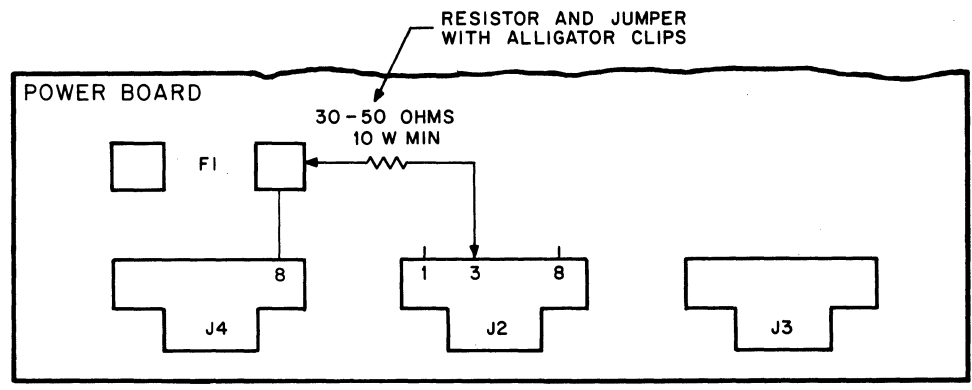 RESISTOR AND JUMPER
WITH ALLIGATOR CLIPS
POWER BOARD
30-50 OHMS
10 W MIN
F1
8
1
3
8
J4
J2
J3